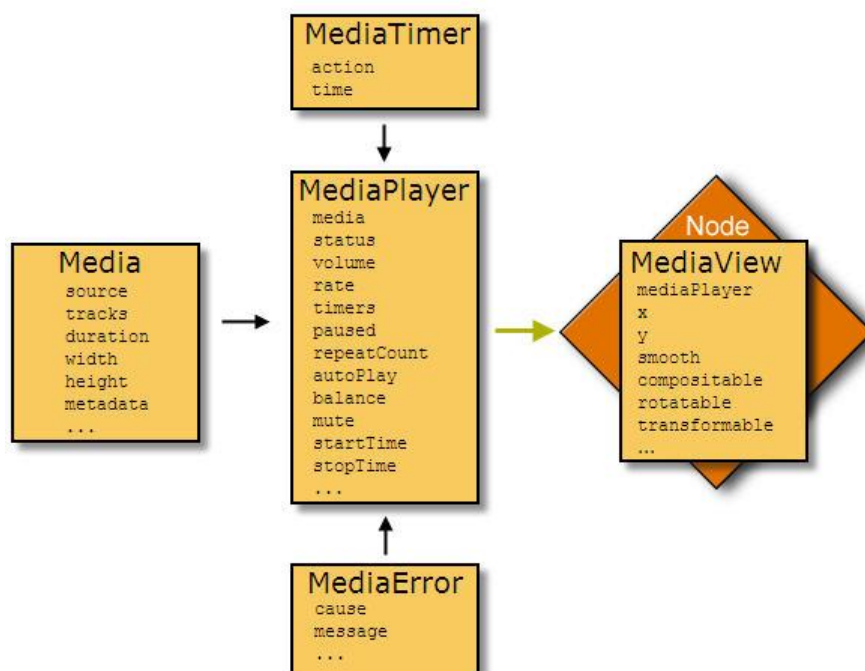 MediaTimer
action
time
MediaPlayer
media
status
volume
rate
timers
paused
repeatCount
autoPlay
balance
mute
startTime
stopTime
...
Media
source
tracks
duration
width
height
metadata
...
Node
MediaView
mediaPlayer
x
y
smooth
compositable
rotatable
transformable
...
MediaError
cause
message
...